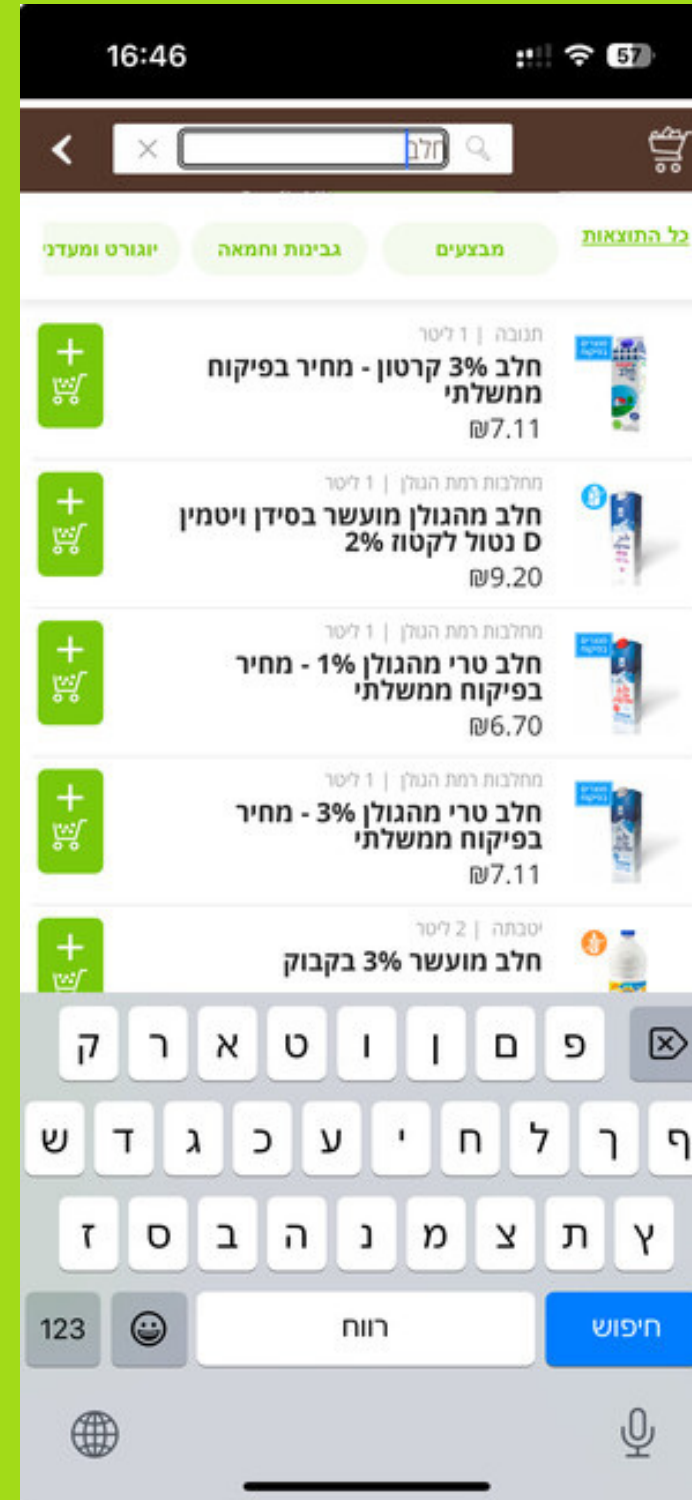 16:46
57
חלב
כל התוצאות
מבצעים
גבינות וחמאה
יוגורט ומעדני
תנובה | 1 ליטר
חלב 3% קרטון - מחיר בפיקוח
ממשלתי
₪7.11
מחלבות רמת הגולן | 1 ליטר
חלב מהגולן מועשר בסידן ויטמין
D נטול לקטוז 2%
₪9.20
מחלבות רמת הגולן | 1 ליטר
חלב טרי מהגולן 1% - מחיר
בפיקוח ממשלתי
₪6.70
מחלבות רמת הגולן | 1 ליטר
חלב טרי מהגולן 3% - מחיר
בפיקוח ממשלתי
₪7.11
יטבתה | 2 ליטר
חלב מועשר 3% בקבוק
ק ר א ט ו ן ם פ
ש ד ג כ ע י ח ל ך ף
ז ס ב ה נ מ צ ת ץ
123 רווח חיפוש